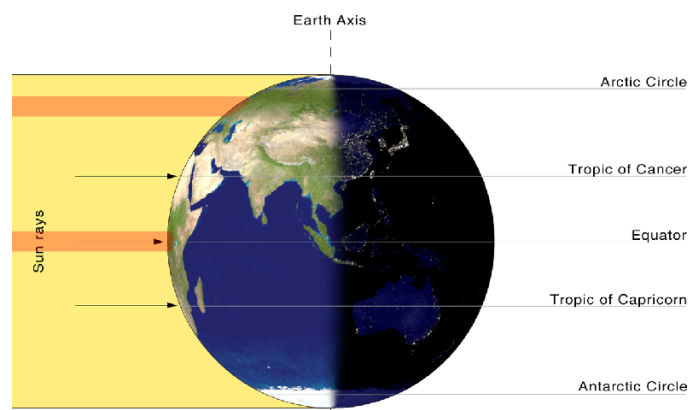 Earth Axis
Arctic Circle
Tropic of Cancer
Equator
Tropic of Capricorn
Antarctic Circle
Sun rays